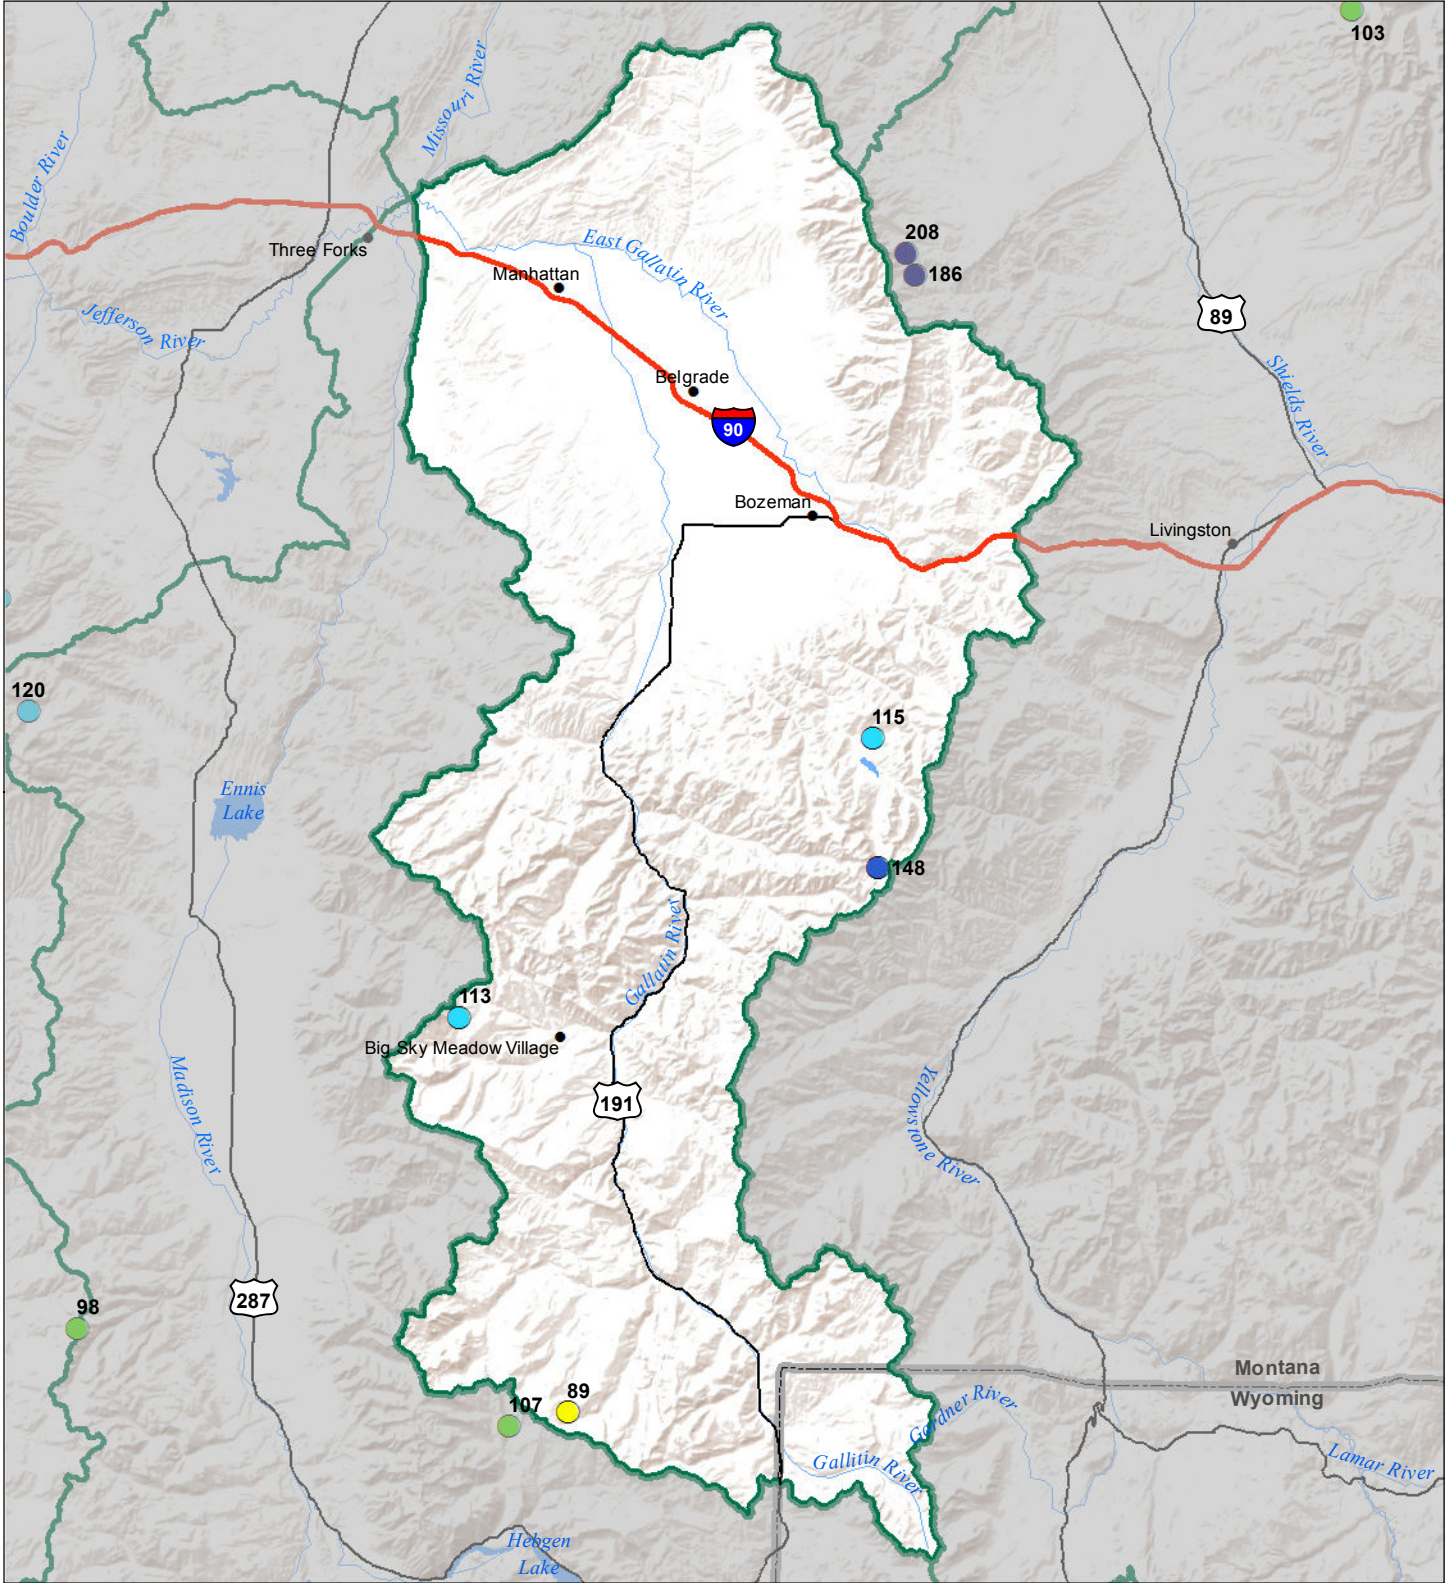 103
Missouri River
Boulder River
208
East Gallatin River
Three Forks
186
Manhattan
89
Jefferson River
Shields River
Belgrade
90
Bozeman
Livingston
120
115
Ennis
Lake
148
Gallatin River
113
Big Sky Meadow Village
Madison River
191
Yellowstone River
287
98
Montana
Wyoming
89
107
Gardner River
Gallitin River
Lamar River
Hebgen
Lake